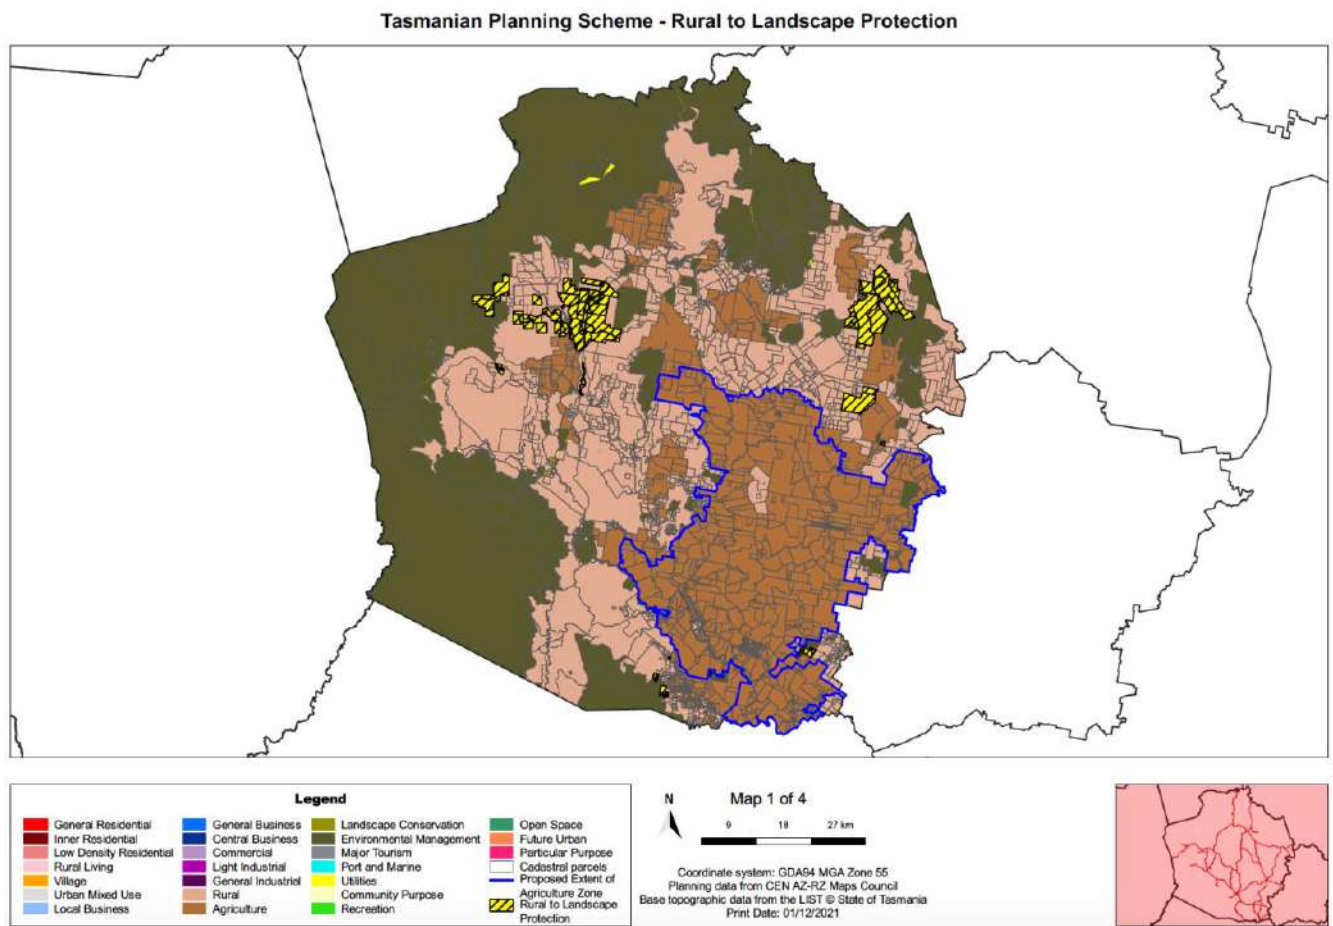 Tasmanian Planning Scheme - Rural to Landscape Protection
Legend
General Residential
Inner Residential
Low Density Residential
Rural Living
Village
Urban Mixed Use
Local Business
General Business
Central Business
Commercial
Light Industrial
General Industrial
Rural
Agriculture
Landscape Conservation
Environmental Management
Major Tourism
Port and Marine
Utilities
Community Purpose
Recreation
Open Space
Future Urban
Particular Purpose
Cadastral parcels
Proposed Extent of
Agriculture Zone
Rural to Landscape
Protection
N
Map 1 of 4
9 18 27 km
Coordinate system: GDA94 MGA Zone 55
Planning data from CEN AZ-RZ Maps Council
Base topographic data from the LIST © State of Tasmania
Print Date: 01/12/2021